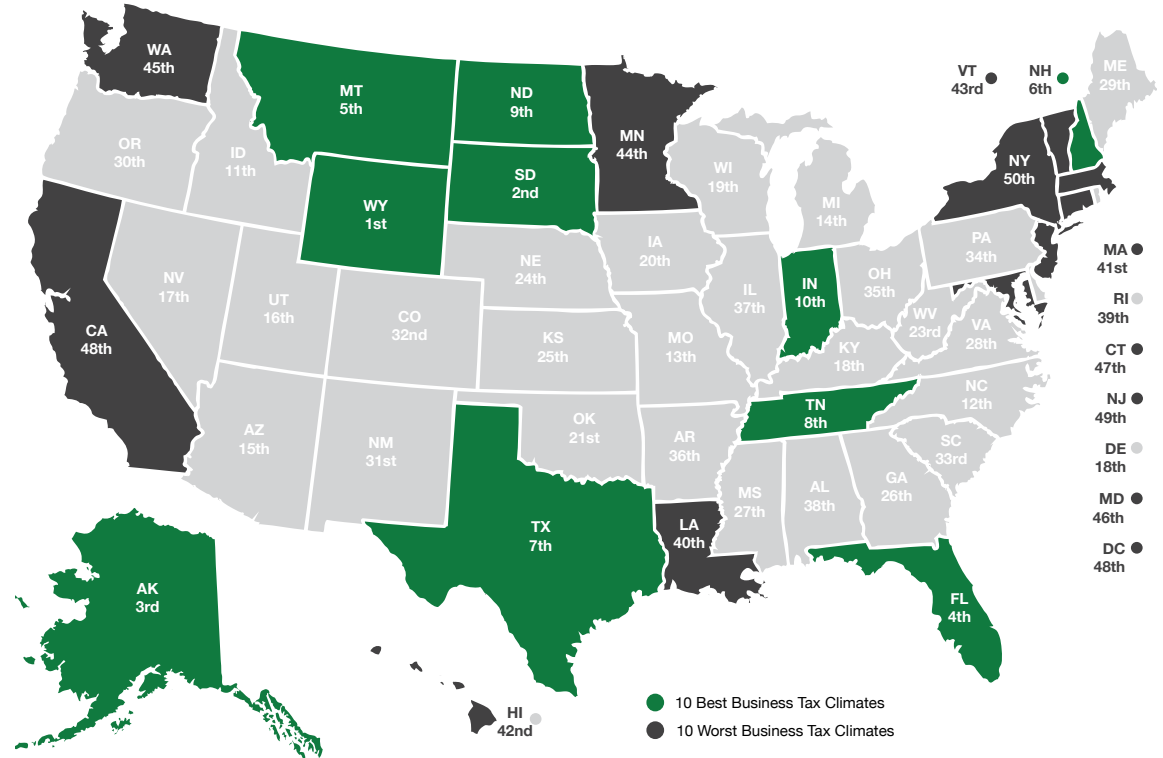 WA
45th
MT
5th
ND
9th
MN
44th
VT
43rd
NH
6th
ME
29th
OR
30th
ID
11th
WY
1st
SD
2nd
WI
19th
MI
14th
NY
50th
NV
17th
UT
16th
CO
32nd
NE
24th
IA
20th
IL
37th
IN
10th
OH
35th
PA
34th
MA
41st
RI
39th
CT
47th
NJ
49th
DE
18th
MD
46th
DC
48th
CA
48th
KS
25th
MO
13th
KY
18th
WV
23rd
VA
28th
AZ
15th
NM
31st
OK
21st
AR
36th
TN
8th
NC
12th
SC
33rd
TX
7th
LA
40th
MS
27th
AL
38th
GA
26th
FL
4th
AK
3rd
HI
42nd
10 Best Business Tax Climates
10 Worst Business Tax Climates